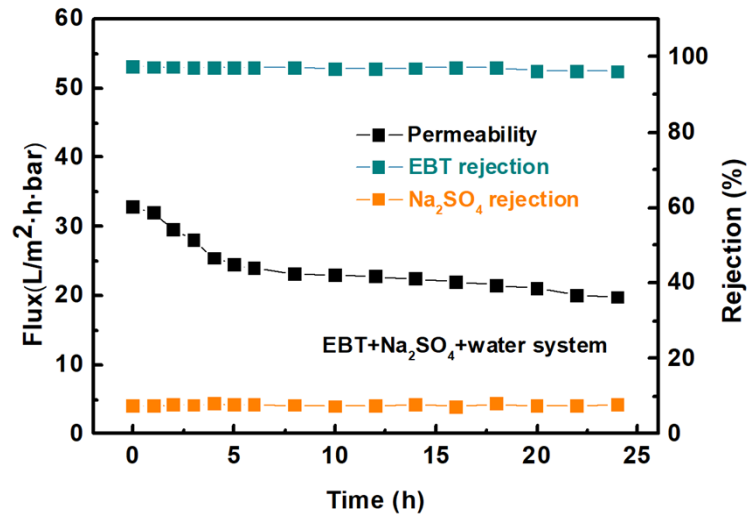 60
50
40
30
20
10
0
100
80
60
40
20
0
Flux(L/m²·h·bar)
Rejection (%)
Permeability
EBT rejection
Na₂SO₄ rejection
EBT+Na₂SO₄+water system
0 5 10 15 20 25
Time (h)